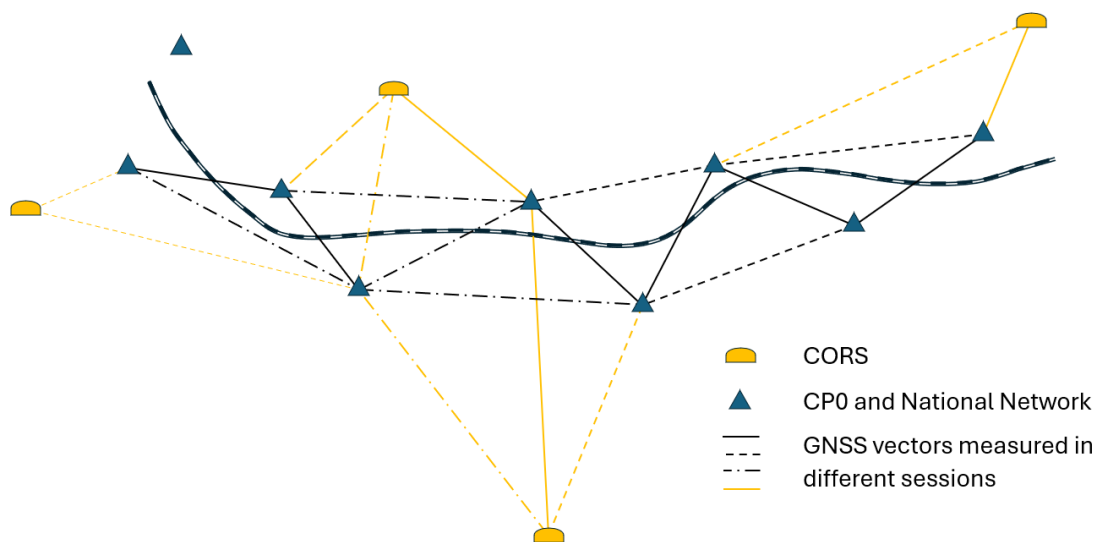 CORS
CP0 and National Network
GNSS vectors measured in
different sessions